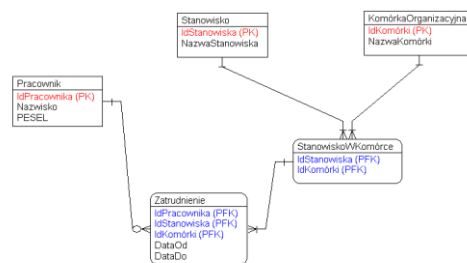 Stanowisko
IdStanowiska (PK)
NazwaStanowiska
KomórkaOrganizacyjna
IdKomórki (PK)
NazwaKomórki
Pracownik
IdPracownika (PK)
Nazwisko
PESEL
StanowiskoWKomórce
IdStanowiska (PFK)
IdKomórki (PFK)
Zatrudnienie
IdPracownika (PFK)
IdStanowiska (PFK)
IdKomórki (PFK)
DataOd
DataDo